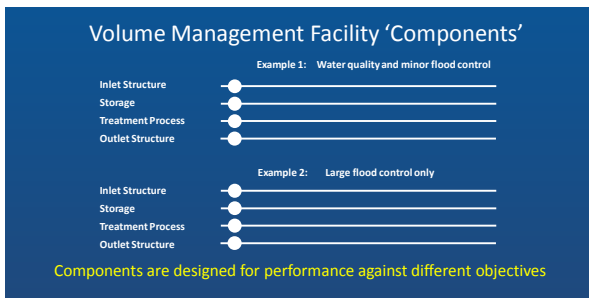 Volume Management Facility ‘Components’
Example 1: Water quality and minor flood control
Inlet Structure
Storage
Treatment Process
Outlet Structure
Example 2: Large flood control only
Inlet Structure
Storage
Treatment Process
Outlet Structure
Components are designed for performance against different objectives